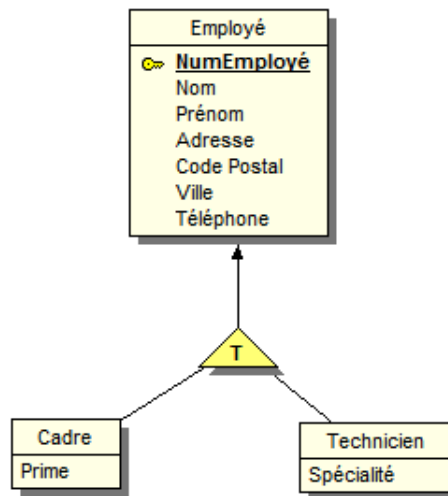 Employé
NumEmployé
Nom
Prénom
Adresse
Code Postal
Ville
Téléphone
T
Cadre
Prime
Technicien
Spécialité